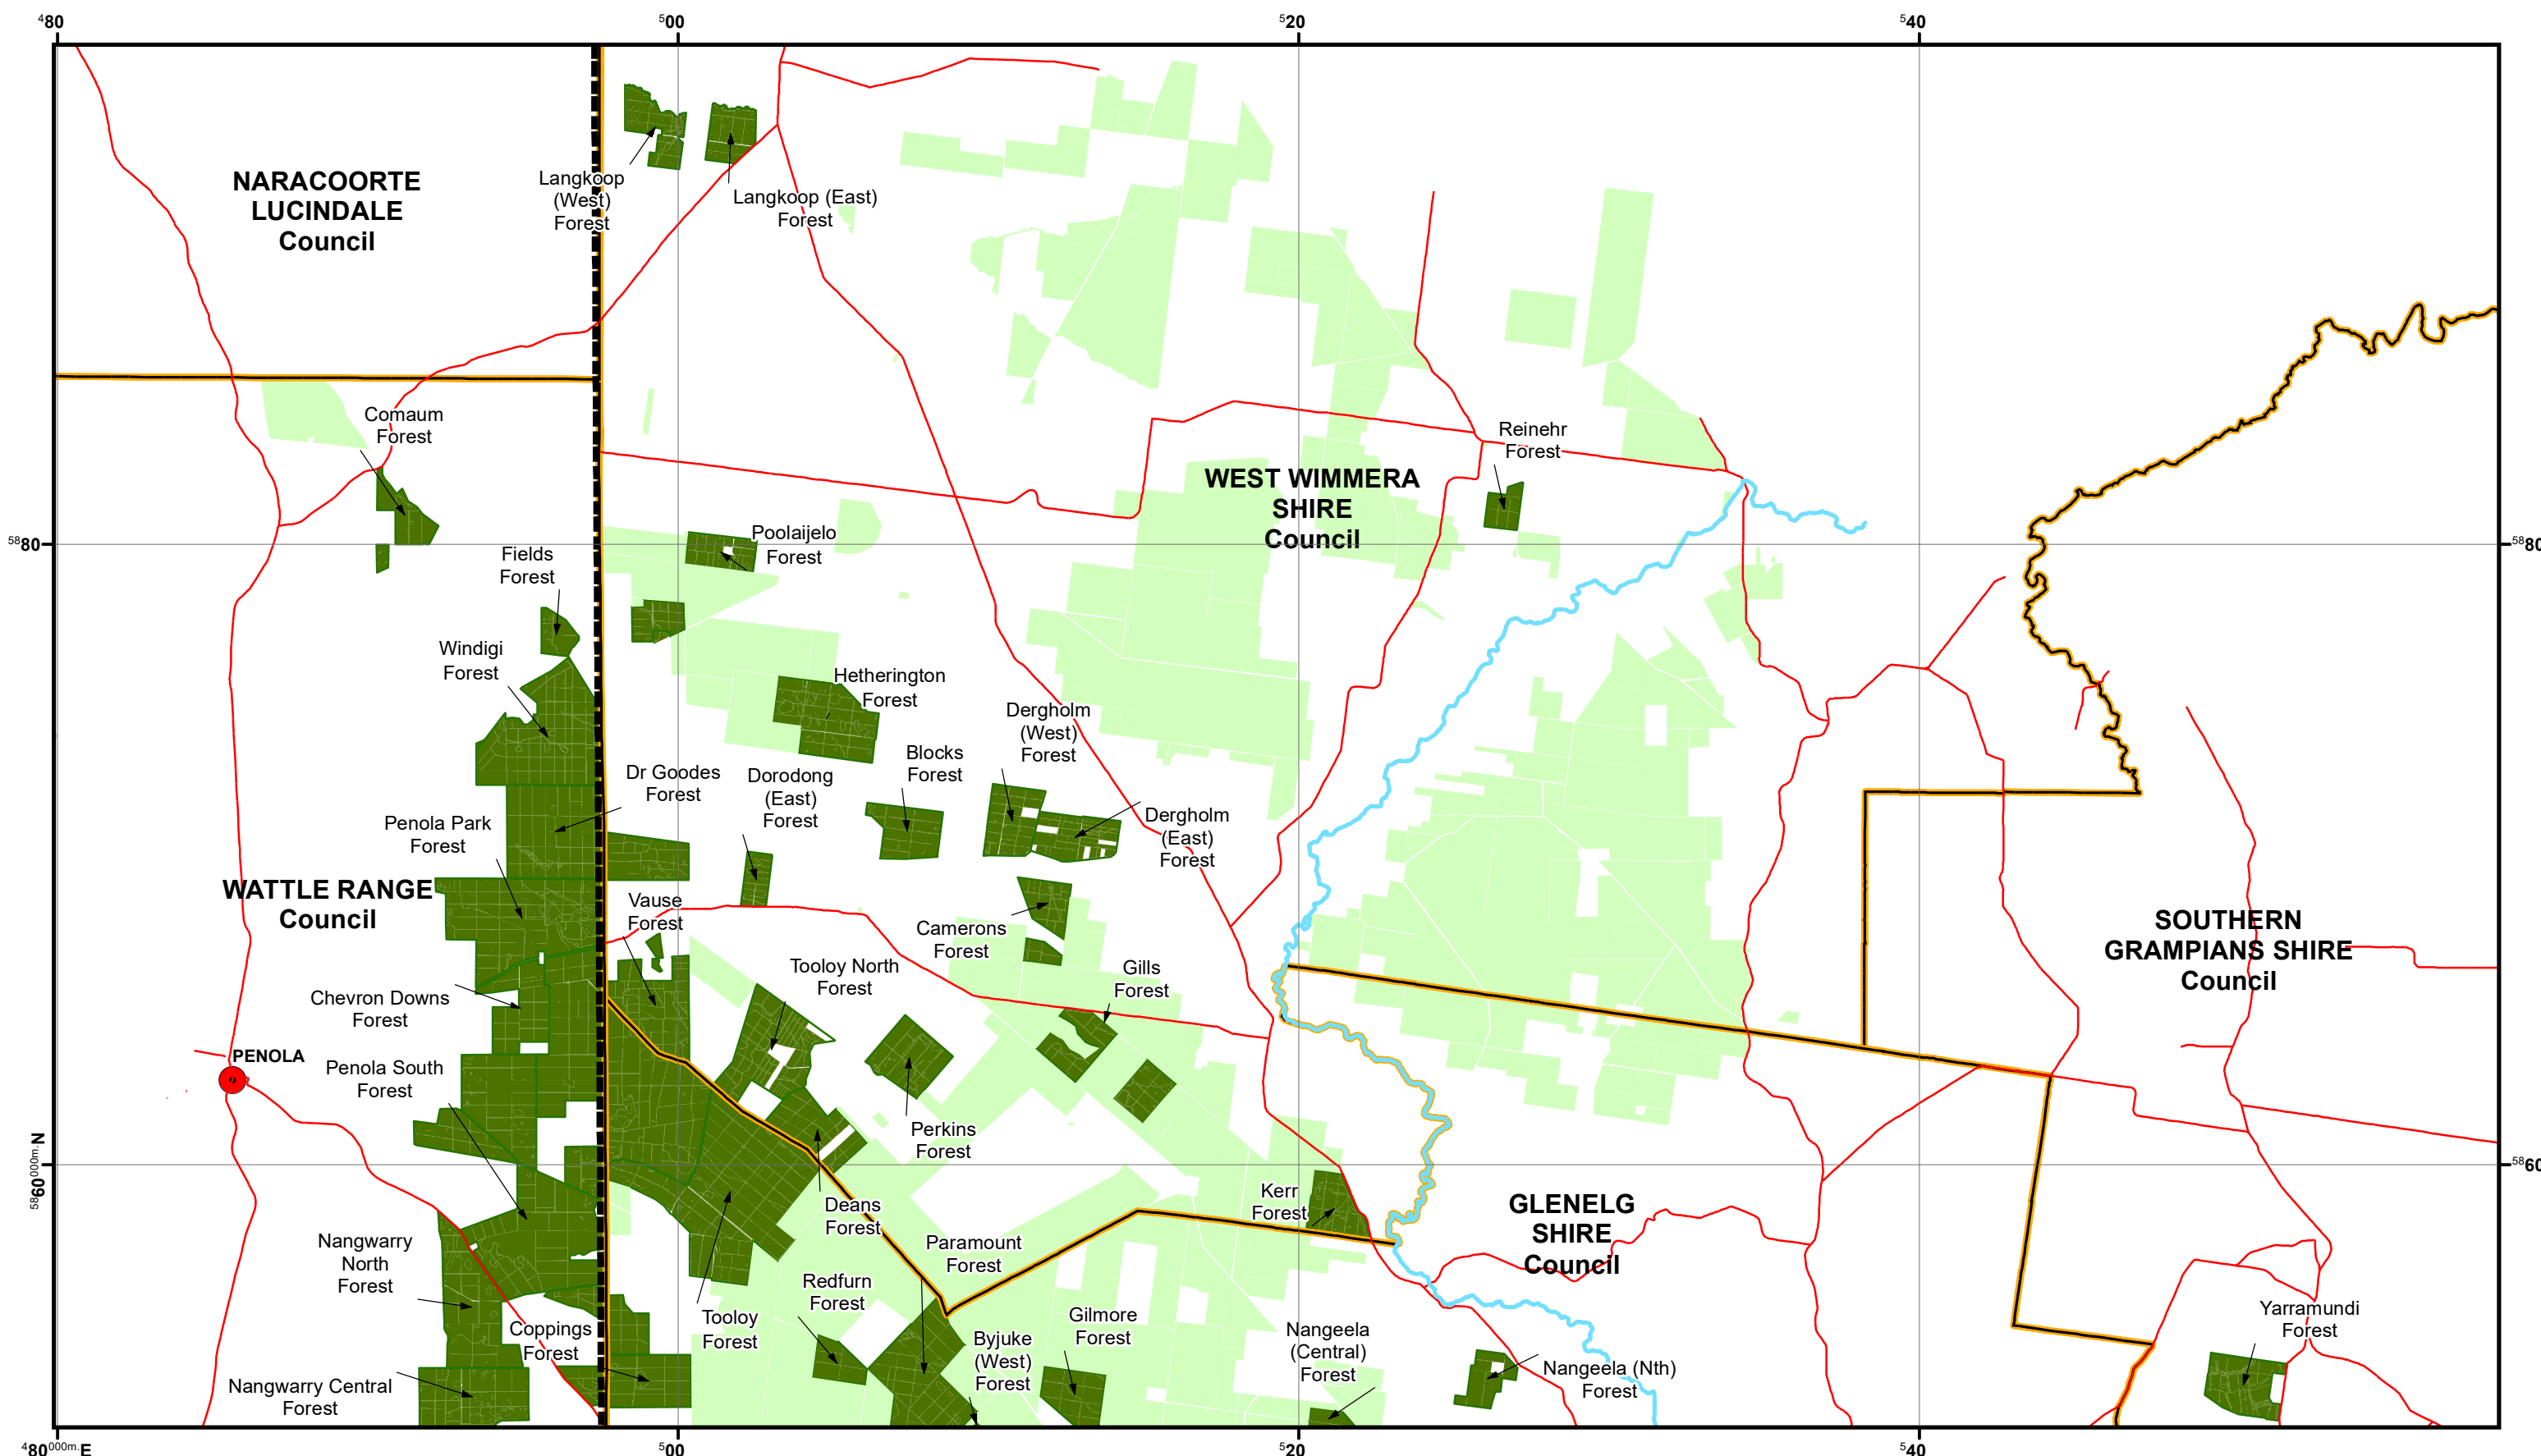 480
500
520
540
NARACOORTE
LUCINDALE
Council
Langkoop
(West)
Forest
Langkoop (East)
Forest
Comaum
Forest
Reinehr
Forest
WEST WIMMERA
SHIRE
Council
5880
5880
Poolaijelo
Forest
Fields
Forest
Windigi
Forest
Hetherington
Forest
Dergholm
(West)
Forest
Blocks
Forest
Dr Goodes
Forest
Dorodong
(East)
Forest
Dergholm
(East)
Forest
Penola Park
Forest
WATTLE RANGE
Council
Vause
Forest
Camerons
Forest
SOUTHERN
GRAMPIANS SHIRE
Council
Tooloy North
Forest
Gills
Forest
Chevron Downs
Forest
PENOLA
Penola South
Forest
Perkins
Forest
5860000m.N
5860
Deans
Forest
Kerr
Forest
GLENELG
SHIRE
Council
Nangwarry
North
Forest
Paramount
Forest
Redfurn
Forest
Tooloy
Forest
Gilmore
Forest
Coppings
Forest
Byjuke
(West)
Forest
Nangeela
(Central)
Forest
Nangeela (Nth)
Forest
Yarramundi
Forest
Nangwarry Central
Forest
480000m.E
500
520
540